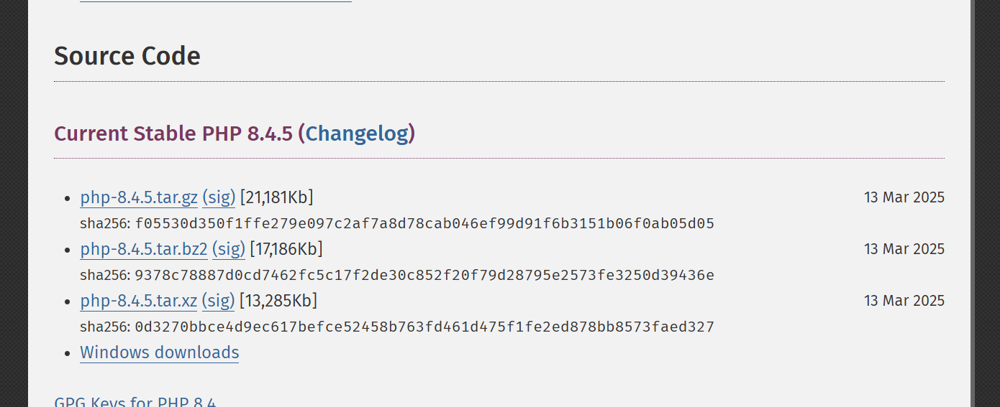 Source Code
Current Stable PHP 8.4.5 (Changelog)
php-8.4.5.tar.gz (sig) [21,181Kb] 13 Mar 2025
sha256: f05530d350f1ffe279e097c2af7a8d78cab046ef99d91f6b3151b06f0ab05d05
php-8.4.5.tar.bz2 (sig) [17,186Kb] 13 Mar 2025
sha256: 9378c78887d0cd7462fc5c17f2de30c852f20f79d28795e2573fe3250d39436e
php-8.4.5.tar.xz (sig) [13,285Kb] 13 Mar 2025
sha256: 0d3270bbce4d9ec617befce52458b763fd461d475f1fe2ed878bb8573faed327
Windows downloads
GPG Keys for PHP 8.4